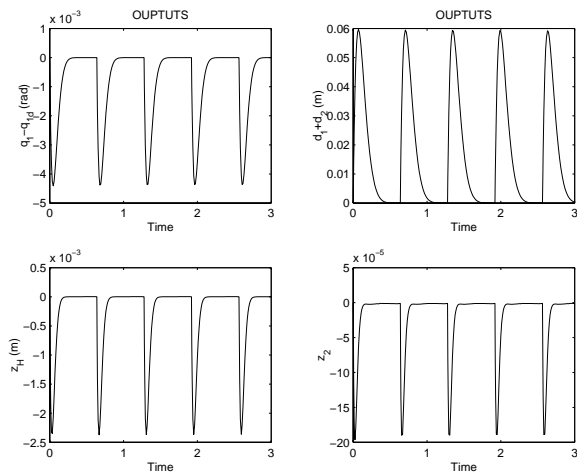 OUPTUTS
x 10⁻³
1
0
−1
−2
−3
−4
−5
q₁−q₁d (rad)
0 1 2 3
Time
OUPTUTS
0.06
0.05
0.04
0.03
0.02
0.01
0
d₁+d₂ (m)
0 1 2 3
Time
x 10⁻³
0.5
0
−0.5
−1
−1.5
−2
−2.5
z_H (m)
0 1 2 3
Time
x 10⁻⁵
5
0
−5
−10
−15
−20
z₂
0 1 2 3
Time